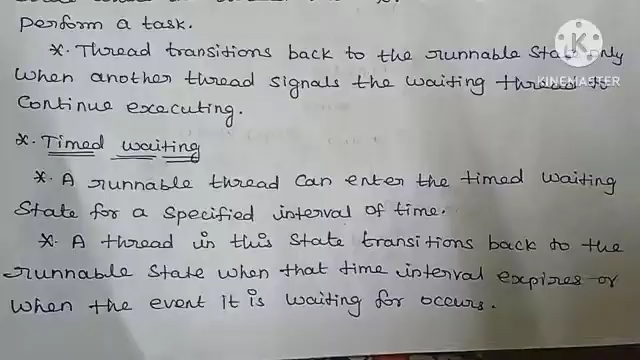 perform a task.
*. Thread transitions back to the runnable state only
when another thread signals the waiting thread to
continue executing.
*. Timed waiting
*. A runnable thread can enter the timed waiting
state for a specified interval of time.
*. A thread in this state transitions back to the
runnable state when that time interval expires or
when the event it is waiting for occurs.
KINEMASTER